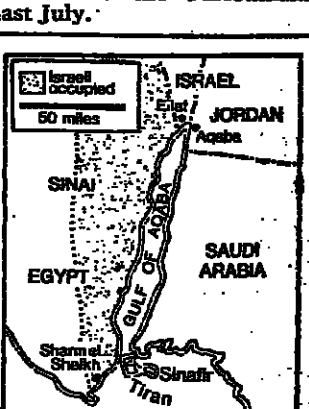 ast July.
Israeli
occupied
50 miles
ISRAEL
Eilat
JORDAN
Aqaba
SINAI
GULF OF AQABA
SAUDI
ARABIA
EGYPT
Sharm el
Sheikh
Sinafir
Tiran